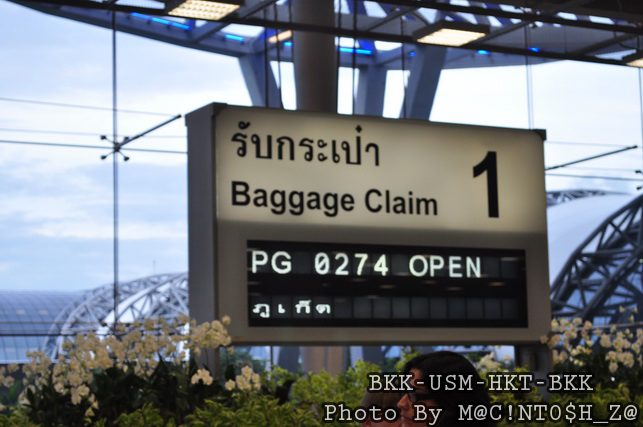 รับกระเป๋า
Baggage Claim
1
PG 0274 OPEN
ภูเก็ต
BKK-USM-HKT-BKK
Photo By M@C!NT0$H_Z@